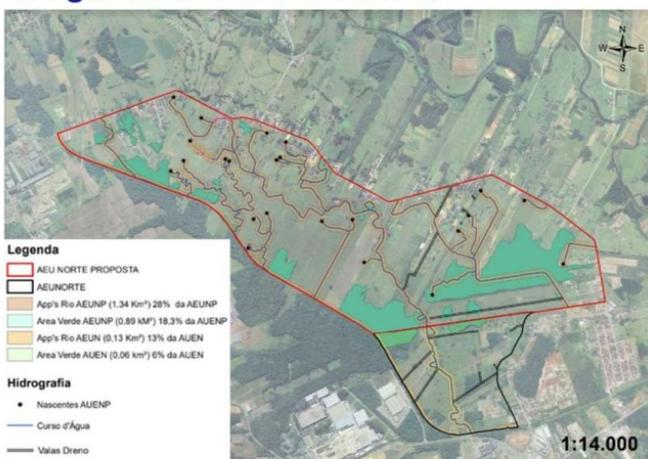 N
W E
S
Legenda
AEU NORTE PROPOSTA
AEUNORTE
App's Rio AEUNP (1,34 Km²) 28% da AEUNP
Area Verde AEUNP (0,89 kM²) 18,3% da AUENP
App's Rio AEUN (0,13 Km²) 13% da AUEN
Area Verde AUEN (0,06 km²) 6% da AUEN
Hidrografia
Nascentes AUENP
Curso d'Água
Valas Dreno
1:14.000